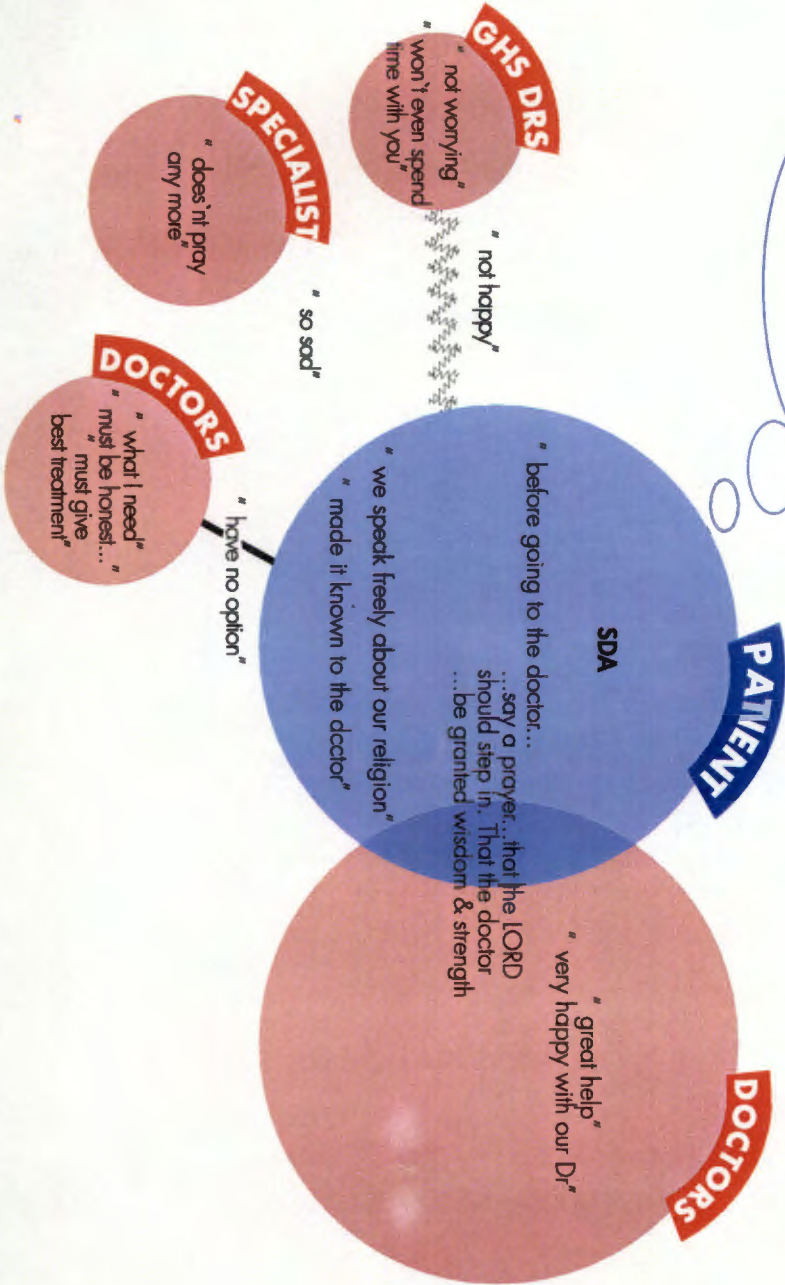 PATIENT
SDA
" before going to the doctor...
...say a prayer...that the LORD
should step in. That the doctor
...be granted wisdom & strength
" we speak freely about our religion"
" made it known to the dcctor"
DOCTORS
" great help"
" very happy with our Dr"
GHS DRS
" not worrying"
" won't even spend
time with you"
" not happy"
SPECIALIST
" does'nt pray
any more"
" so sad"
DOCTORS
" what I need"
" must be honest..."
" must give
best treatment"
" have no option"